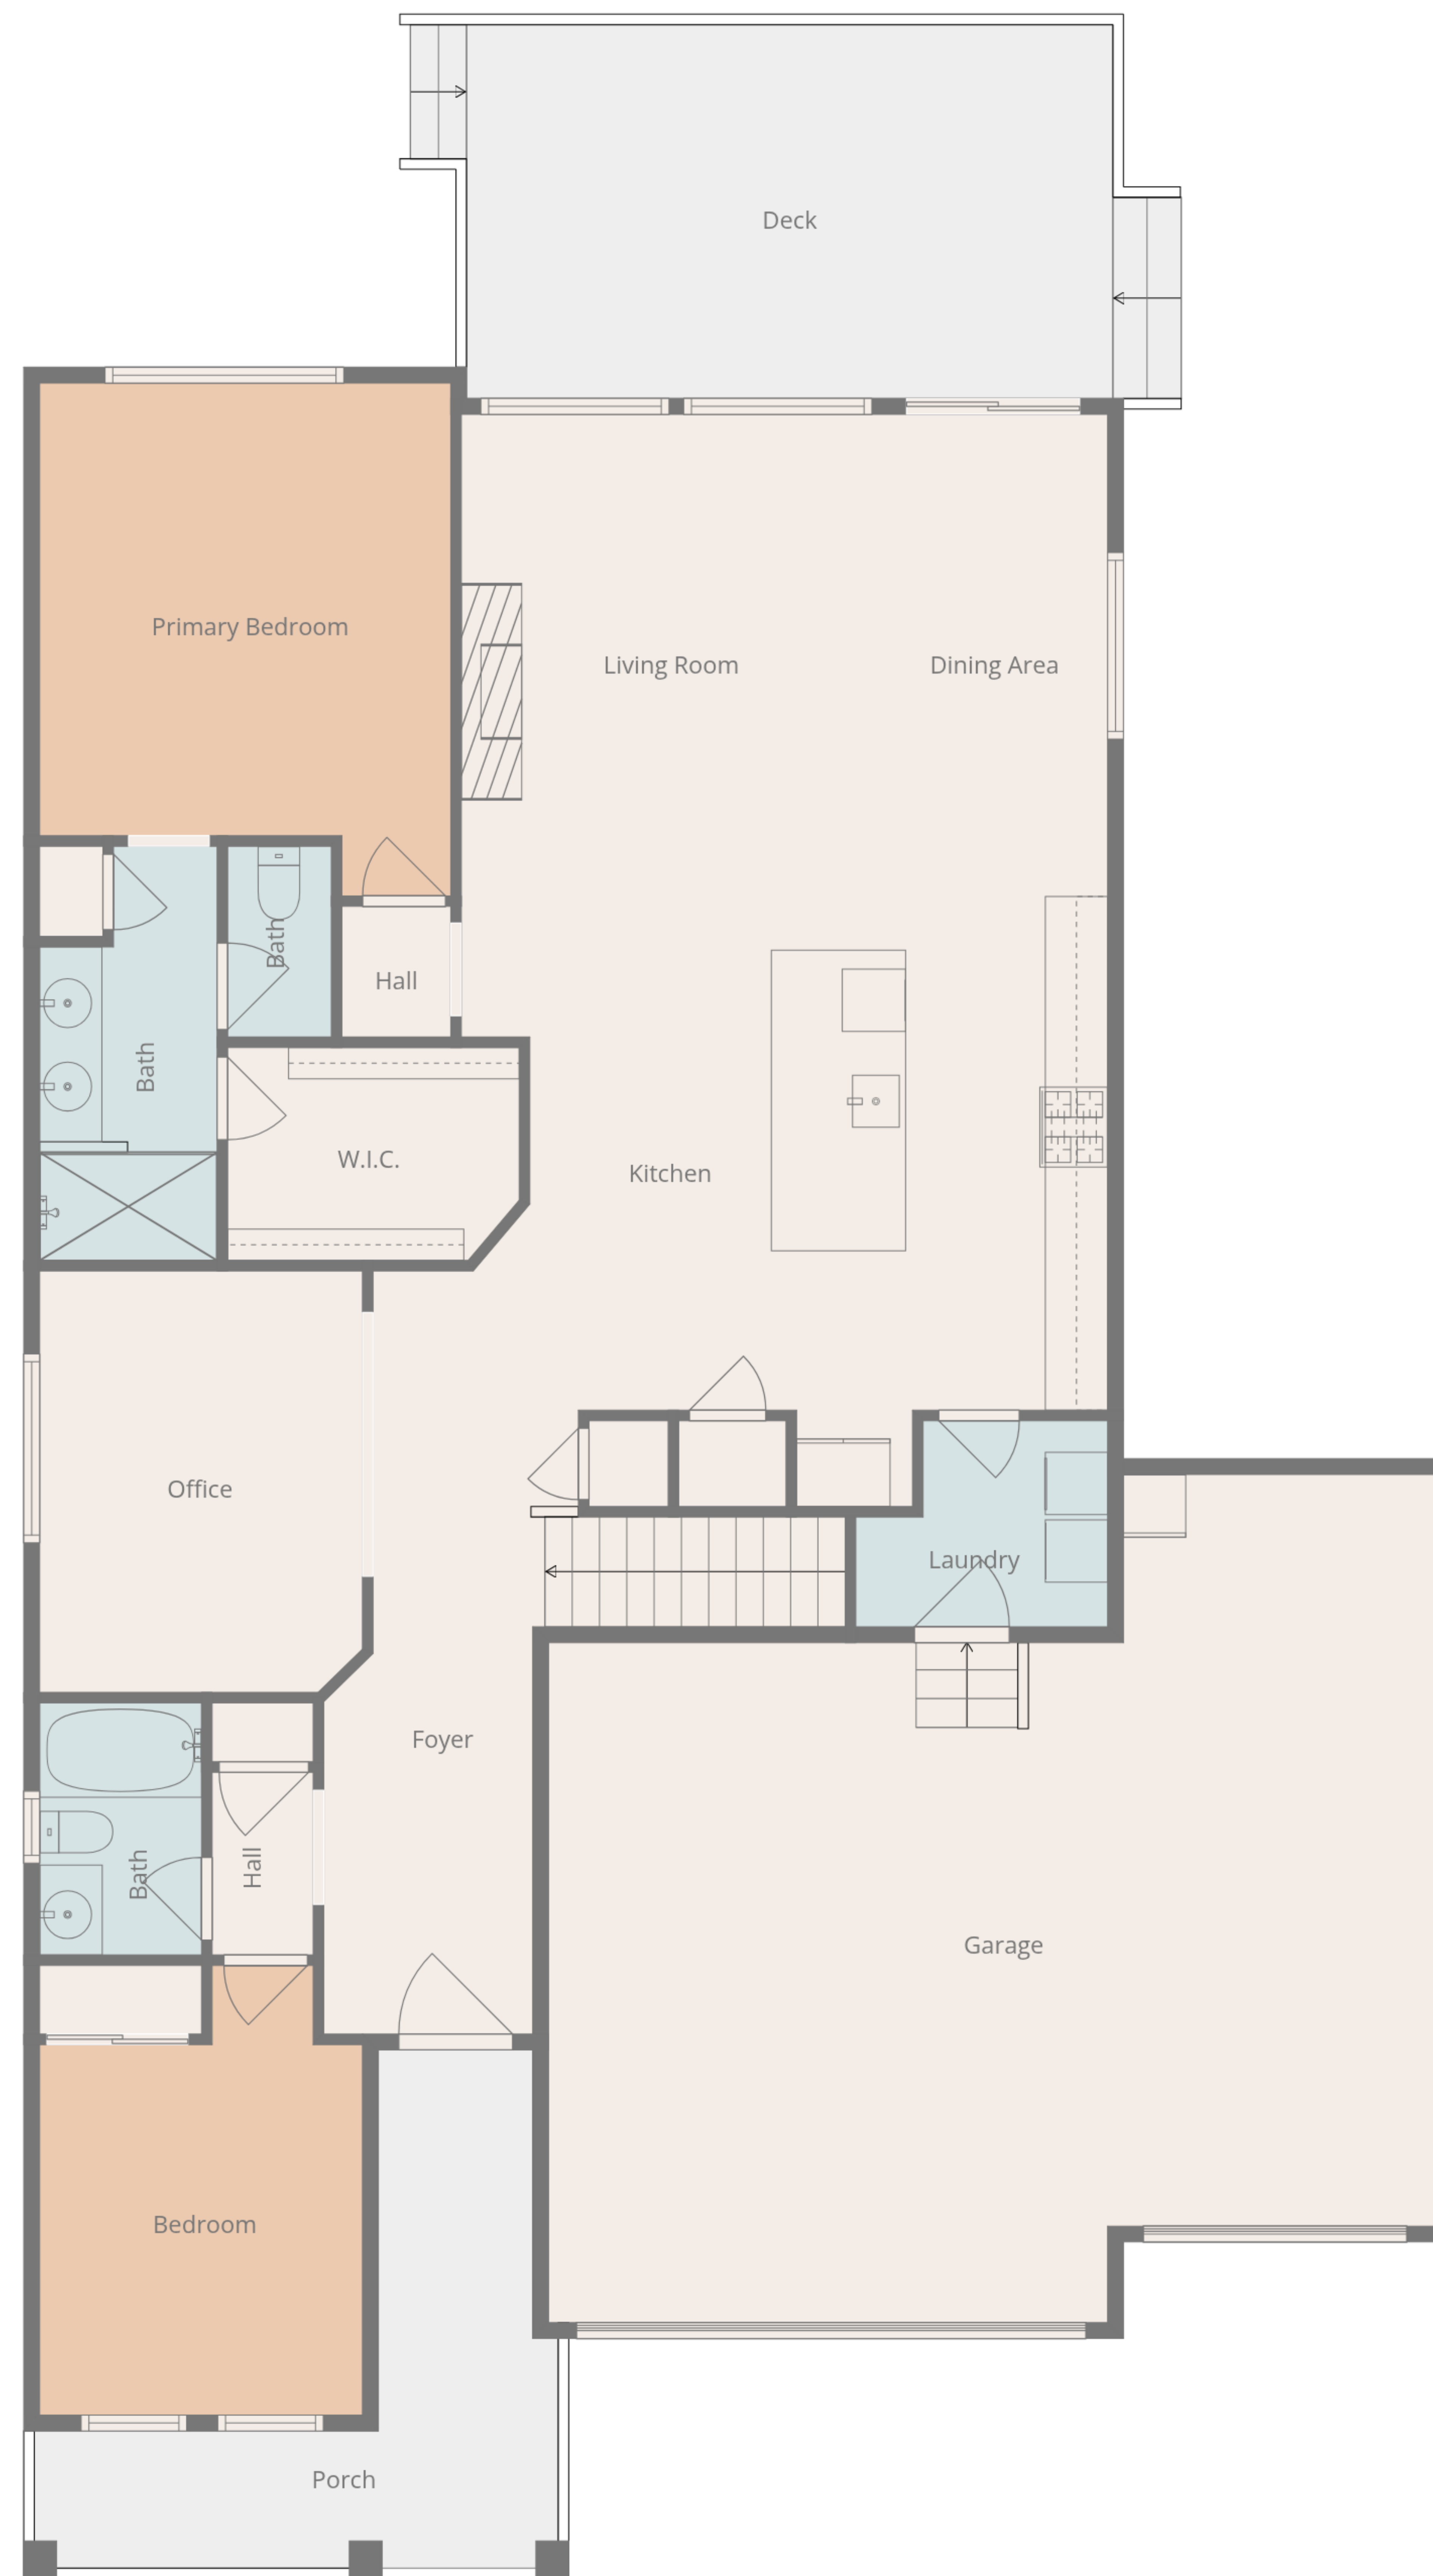 Deck
Primary Bedroom
Living Room
Dining Area
Bath
Hall
Bath
W.I.C.
Kitchen
Office
Laundry
Foyer
Bath
Hall
Garage
Bedroom
Porch